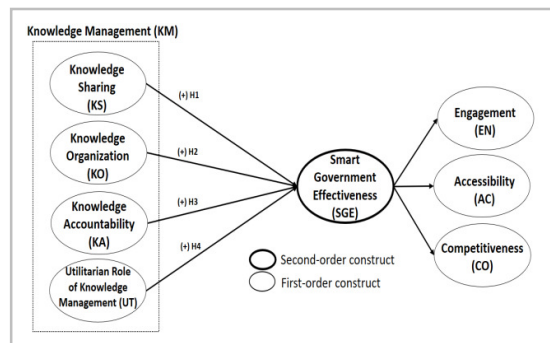 Knowledge Management (KM)
Knowledge
Sharing
(KS)
(+) H1
Knowledge
Organization
(KO)
(+) H2
Knowledge
Accountability
(KA)
(+) H3
Utilitarian Role
of Knowledge
Management (UT)
(+) H4
Smart
Government
Effectiveness
(SGE)
Engagement
(EN)
Accessibility
(AC)
Competitiveness
(CO)
Second-order construct
First-order construct